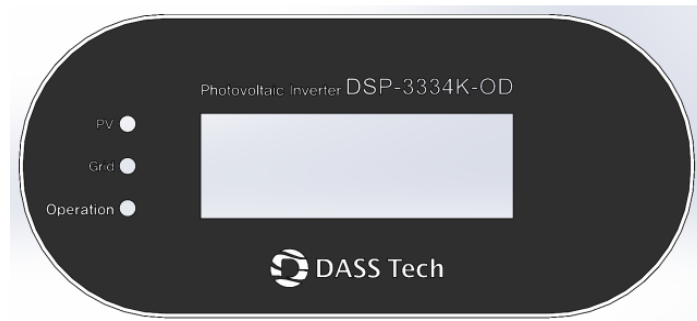 Photovoltaic Inverter DSP-3334K-OD
PV
Grid
Operation
DASS Tech